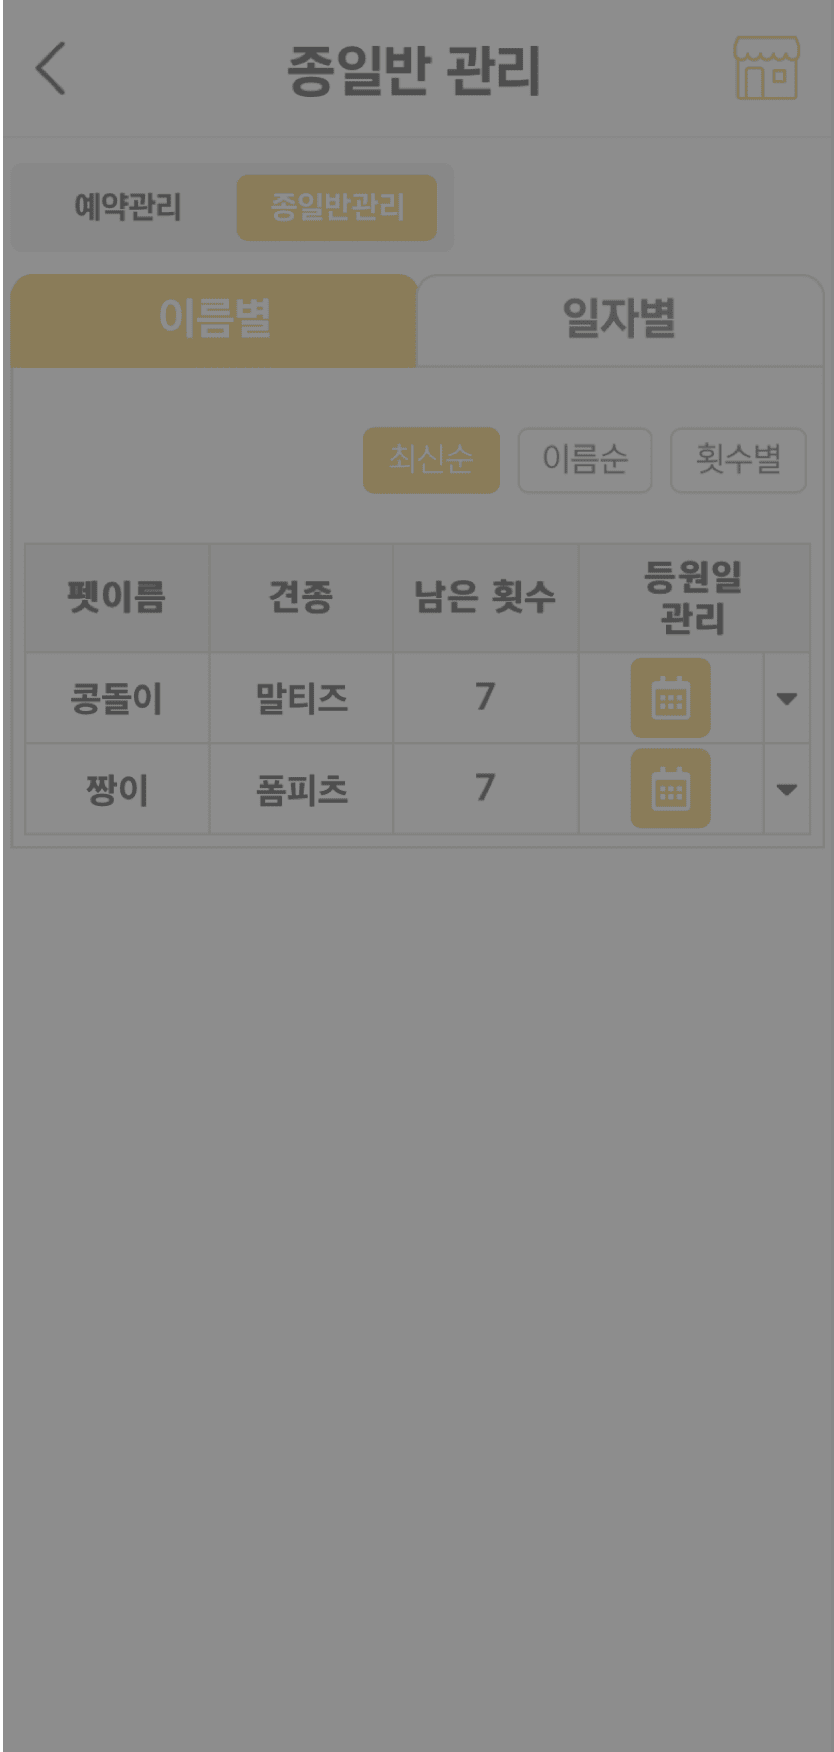 종일반 관리
예약관리 종일반관리
이름별 일자별
최신순 이름순 횟수별
펫이름 견종 남은 횟수 등원일
관리
콩돌이 말티즈 7
짱이 폼피츠 7